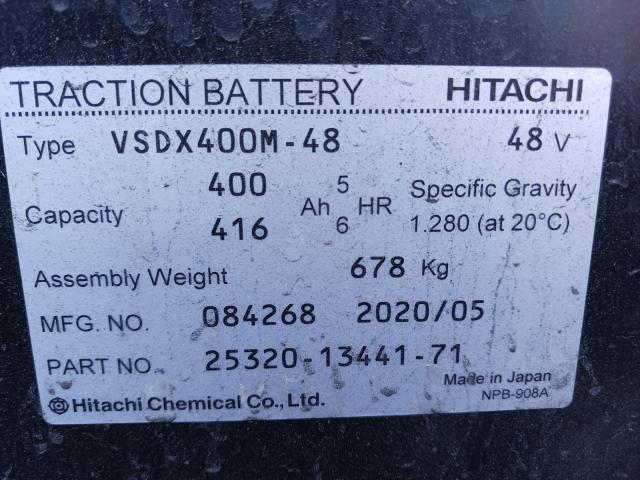 TRACTION BATTERY HITACHI
Type VSDX400M-48 48 V
Capacity 400 Ah 5 HR Specific Gravity
416 6 1.280 (at 20°C)
Assembly Weight 678 Kg
MFG. NO. 084268 2020/05
PART NO. 25320-13441-71
Made in Japan
Hitachi Chemical Co., Ltd. NPB-908A